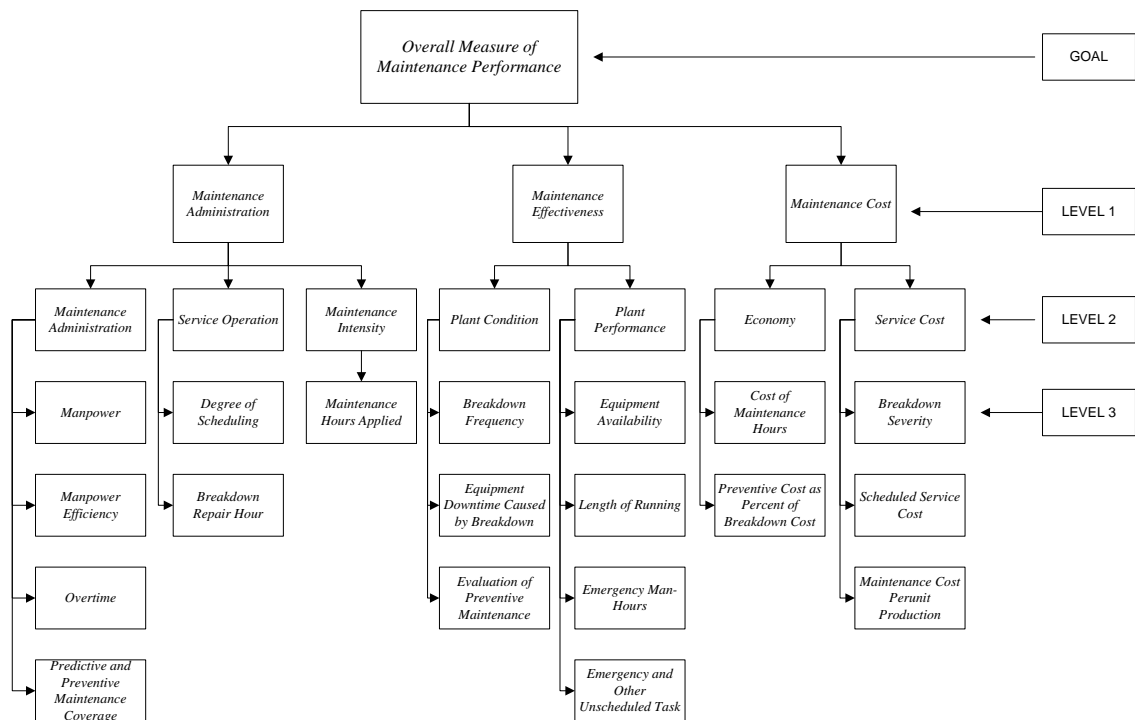 Overall Measure of
Maintenance Performance
GOAL
Maintenance
Administration
Maintenance
Effectiveness
Maintenance Cost
LEVEL 1
Maintenance
Administration
Service Operation
Maintenance
Intensity
Plant Condition
Plant
Performance
Economy
Service Cost
LEVEL 2
Manpower
Degree of
Scheduling
Maintenance
Hours Applied
Breakdown
Frequency
Equipment
Availability
Cost of
Maintenance
Hours
Breakdown
Severity
LEVEL 3
Manpower
Efficiency
Breakdown
Repair Hour
Equipment
Downtime Caused
by Breakdown
Length of Running
Preventive Cost as
Percent of
Breakdown Cost
Scheduled Service
Cost
Overtime
Evaluation of
Preventive
Maintenance
Emergency Man-
Hours
Maintenance Cost
Perunit
Production
Predictive and
Preventive
Maintenance
Coverage
Emergency and
Other
Unscheduled Task